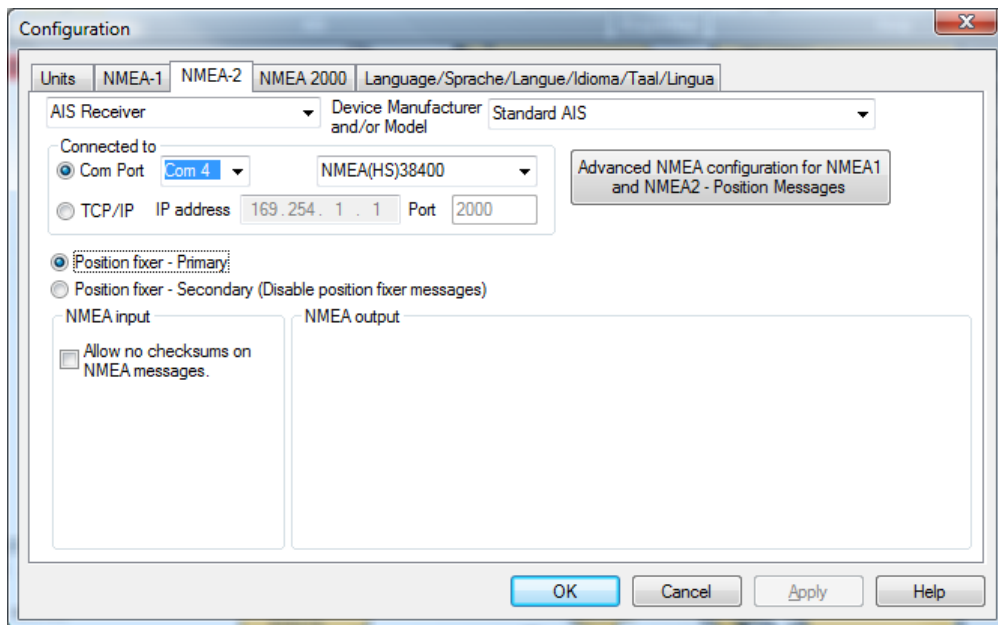 Configuration
X
Units NMEA-1 NMEA-2 NMEA 2000 Language/Sprache/Langue/Idioma/Taal/Lingua
AIS Receiver Device Manufacturer and/or Model Standard AIS
Connected to
Com Port Com 4 NMEA(HS)38400
TCP/IP IP address 169.254. 1 . 1 Port 2000
Advanced NMEA configuration for NMEA1
and NMEA2 - Position Messages
Position fixer - Primary
Position fixer - Secondary (Disable position fixer messages)
NMEA input
Allow no checksums on
NMEA messages.
NMEA output
OK Cancel Apply Help